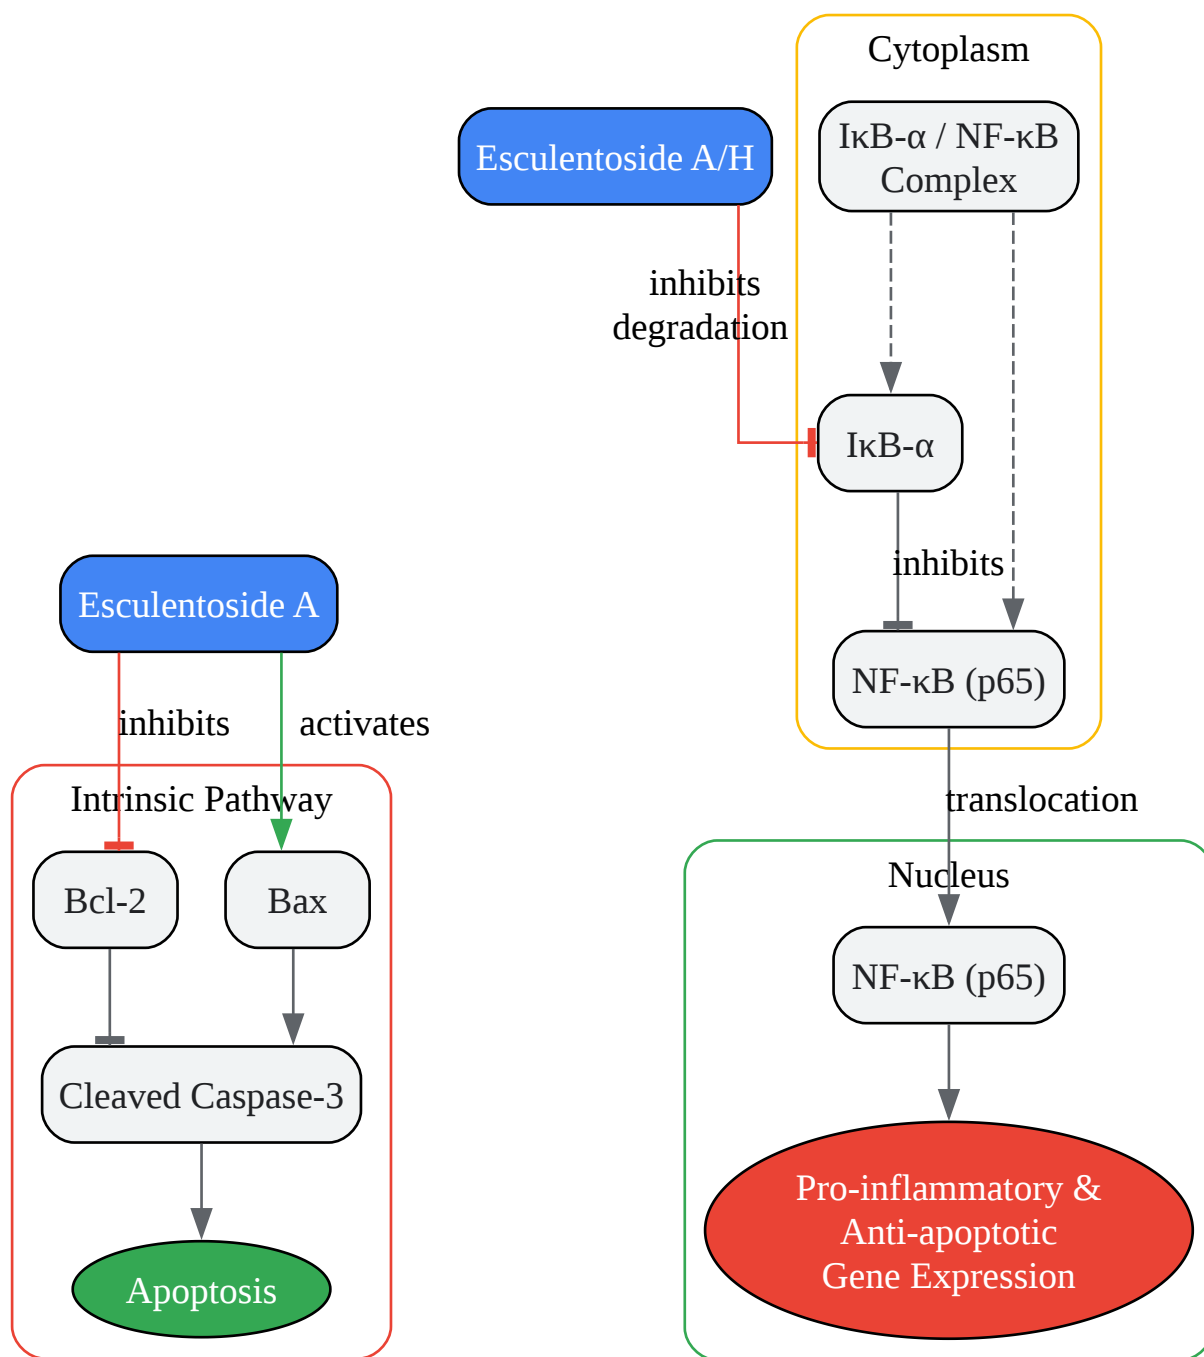 Cytoplasm
Esculentoside A/H
IκB-α / NF-κB
Complex
inhibits
degradation
IκB-α
inhibits
Esculentoside A
NF-κB (p65)
inhibits
activates
translocation
Intrinsic Pathway
Nucleus
Bcl-2
Bax
NF-κB (p65)
Cleaved Caspase-3
Pro-inflammatory &
Anti-apoptotic
Gene Expression
Apoptosis